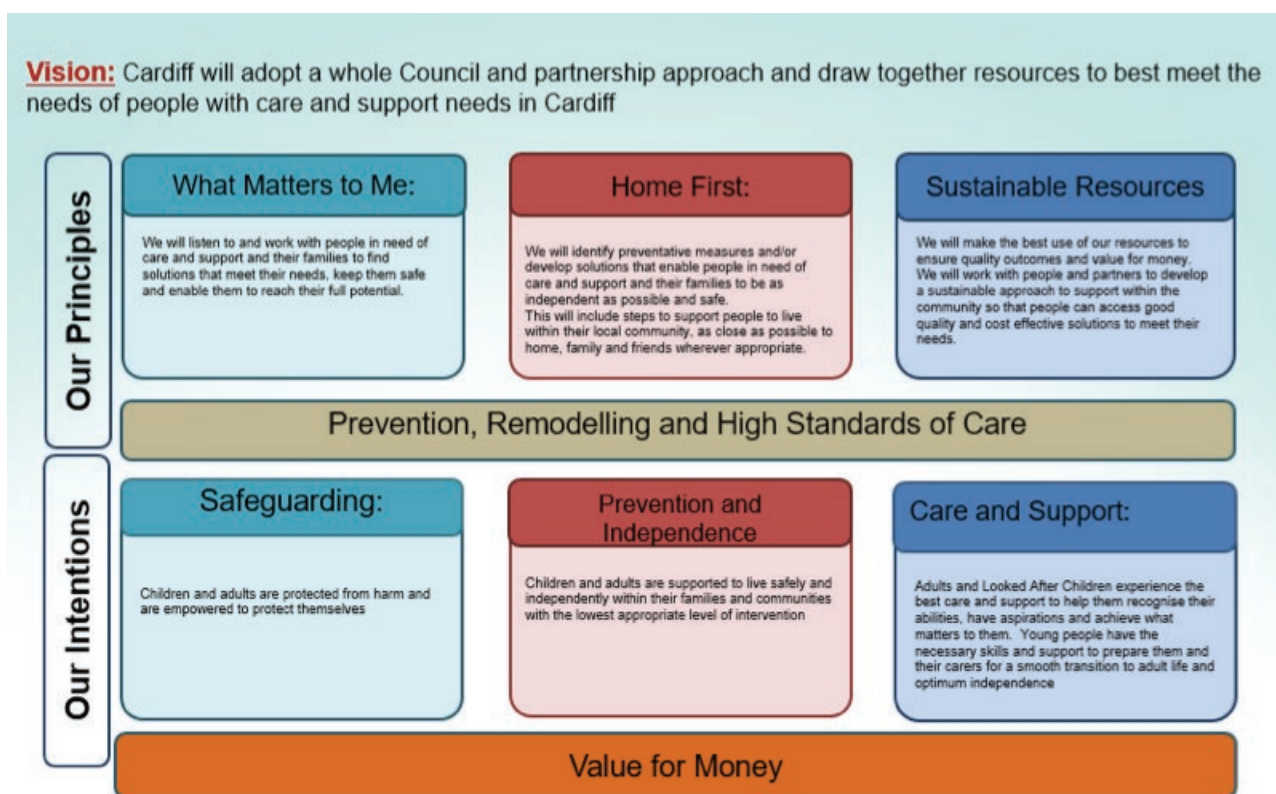 Vision: Cardiff will adopt a whole Council and partnership approach and draw together resources to best meet the
needs of people with care and support needs in Cardiff
Our Principles
What Matters to Me:
We will listen to and work with people in need of
care and support and their families to find
solutions that meet their needs, keep them safe
and enable them to reach their full potential.
Home First:
We will identify preventative measures and/or
develop solutions that enable people in need of
care and support and their families to be as
independent as possible and safe.
This will include steps to support people to live
within their local community, as close as possible to
home, family and friends wherever appropriate.
Sustainable Resources
We will make the best use of our resources to
ensure quality outcomes and value for money.
We will work with people and partners to develop
a sustainable approach to support within the
community so that people can access good
quality and cost effective solutions to meet their
needs.
Prevention, Remodelling and High Standards of Care
Our Intentions
Safeguarding:
Children and adults are protected from harm and
are empowered to protect themselves
Prevention and
Independence
Children and adults are supported to live safely and
independently within their families and communities
with the lowest appropriate level of intervention
Care and Support:
Adults and Looked After Children experience the
best care and support to help them recognise their
abilities, have aspirations and achieve what
matters to them.  Young people have the
necessary skills and support to prepare them and
their carers for a smooth transition to adult life and
optimum independence
Value for Money